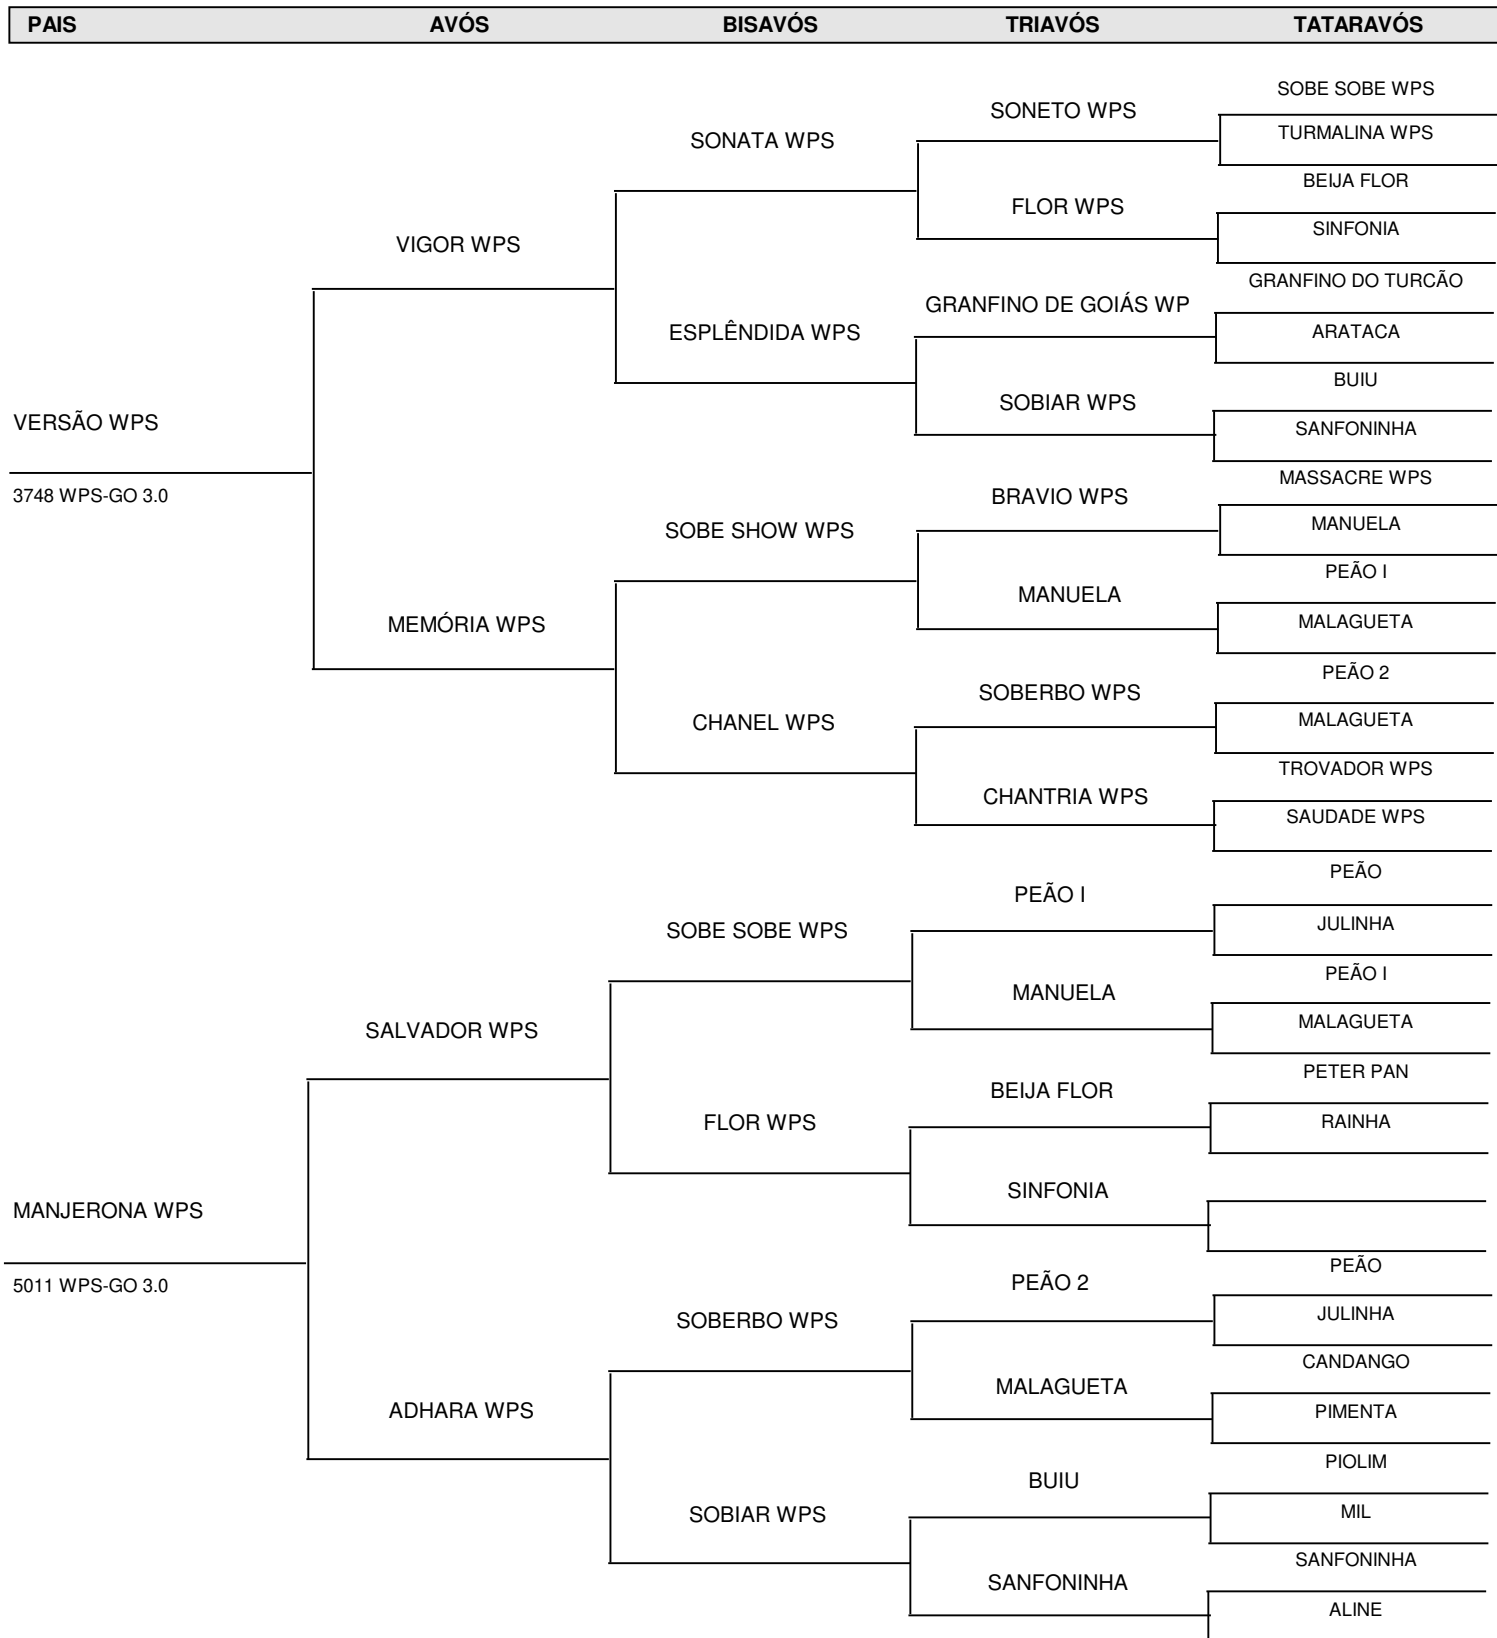 PAIS AVÓS BISAVÓS TRIAVÓS TATARAVÓS
SOBE SOBE WPS
SONETO WPS
TURMALINA WPS
SONATA WPS
BEIJA FLOR
FLOR WPS
SINFONIA
VIGOR WPS
GRANFINO DO TURCÃO
GRANFINO DE GOIÁS WP
ARATACA
ESPLÊNDIDA WPS
BUIU
SOBIAR WPS
VERSÃO WPS
SANFONINHA
MASSACRE WPS
3748 WPS-GO 3.0
BRAVIO WPS
MANUELA
SOBE SHOW WPS
PEÃO I
MANUELA
MALAGUETA
MEMÓRIA WPS
PEÃO 2
SOBERBO WPS
MALAGUETA
CHANEL WPS
TROVADOR WPS
CHANTRIA WPS
SAUDADE WPS
PEÃO
PEÃO I
JULINHA
SOBE SOBE WPS
PEÃO I
MANUELA
MALAGUETA
SALVADOR WPS
PETER PAN
BEIJA FLOR
RAINHA
FLOR WPS
SINFONIA
MANJERONA WPS
PEÃO
PEÃO 2
5011 WPS-GO 3.0
JULINHA
SOBERBO WPS
CANDANGO
MALAGUETA
ADHARA WPS
PIMENTA
PIOLIM
BUIU
MIL
SOBIAR WPS
SANFONINHA
SANFONINHA
ALINE